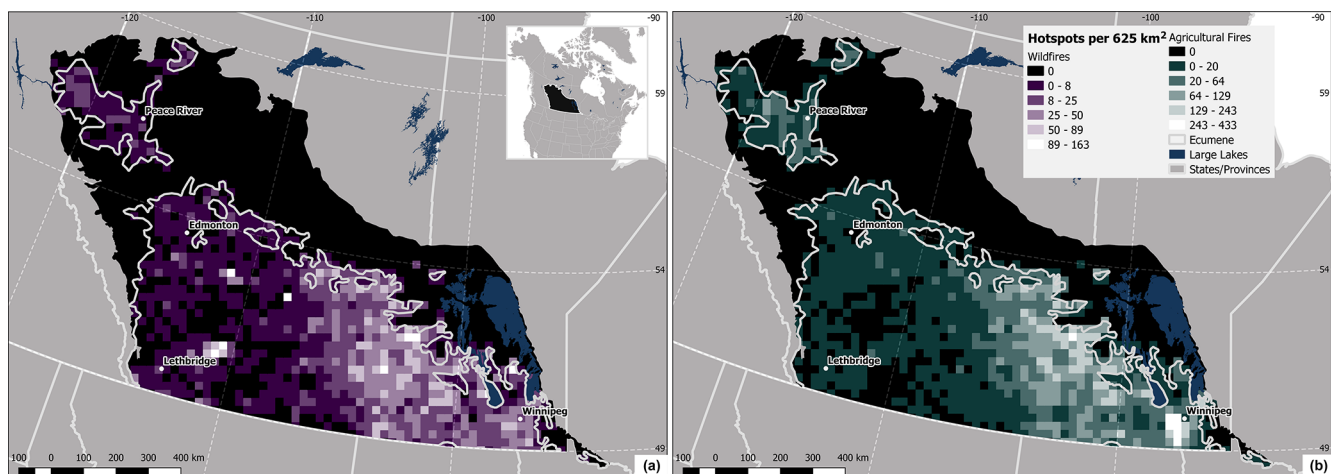 -120
-110
-100
-90
59
54
49
Peace River
Edmonton
Lethbridge
Winnipeg
100 0 100 200 300 400 km
(a)
-120
-110
-100
-90
Hotspots per 625 km²
Wildfires
0
0 - 8
8 - 25
25 - 50
50 - 89
89 - 163
Agricultural Fires
0
0 - 20
20 - 64
64 - 129
129 - 243
243 - 433
Ecumene
Large Lakes
States/Provinces
59
54
49
Peace River
Edmonton
Lethbridge
Winnipeg
100 0 100 200 300 400 km
(b)